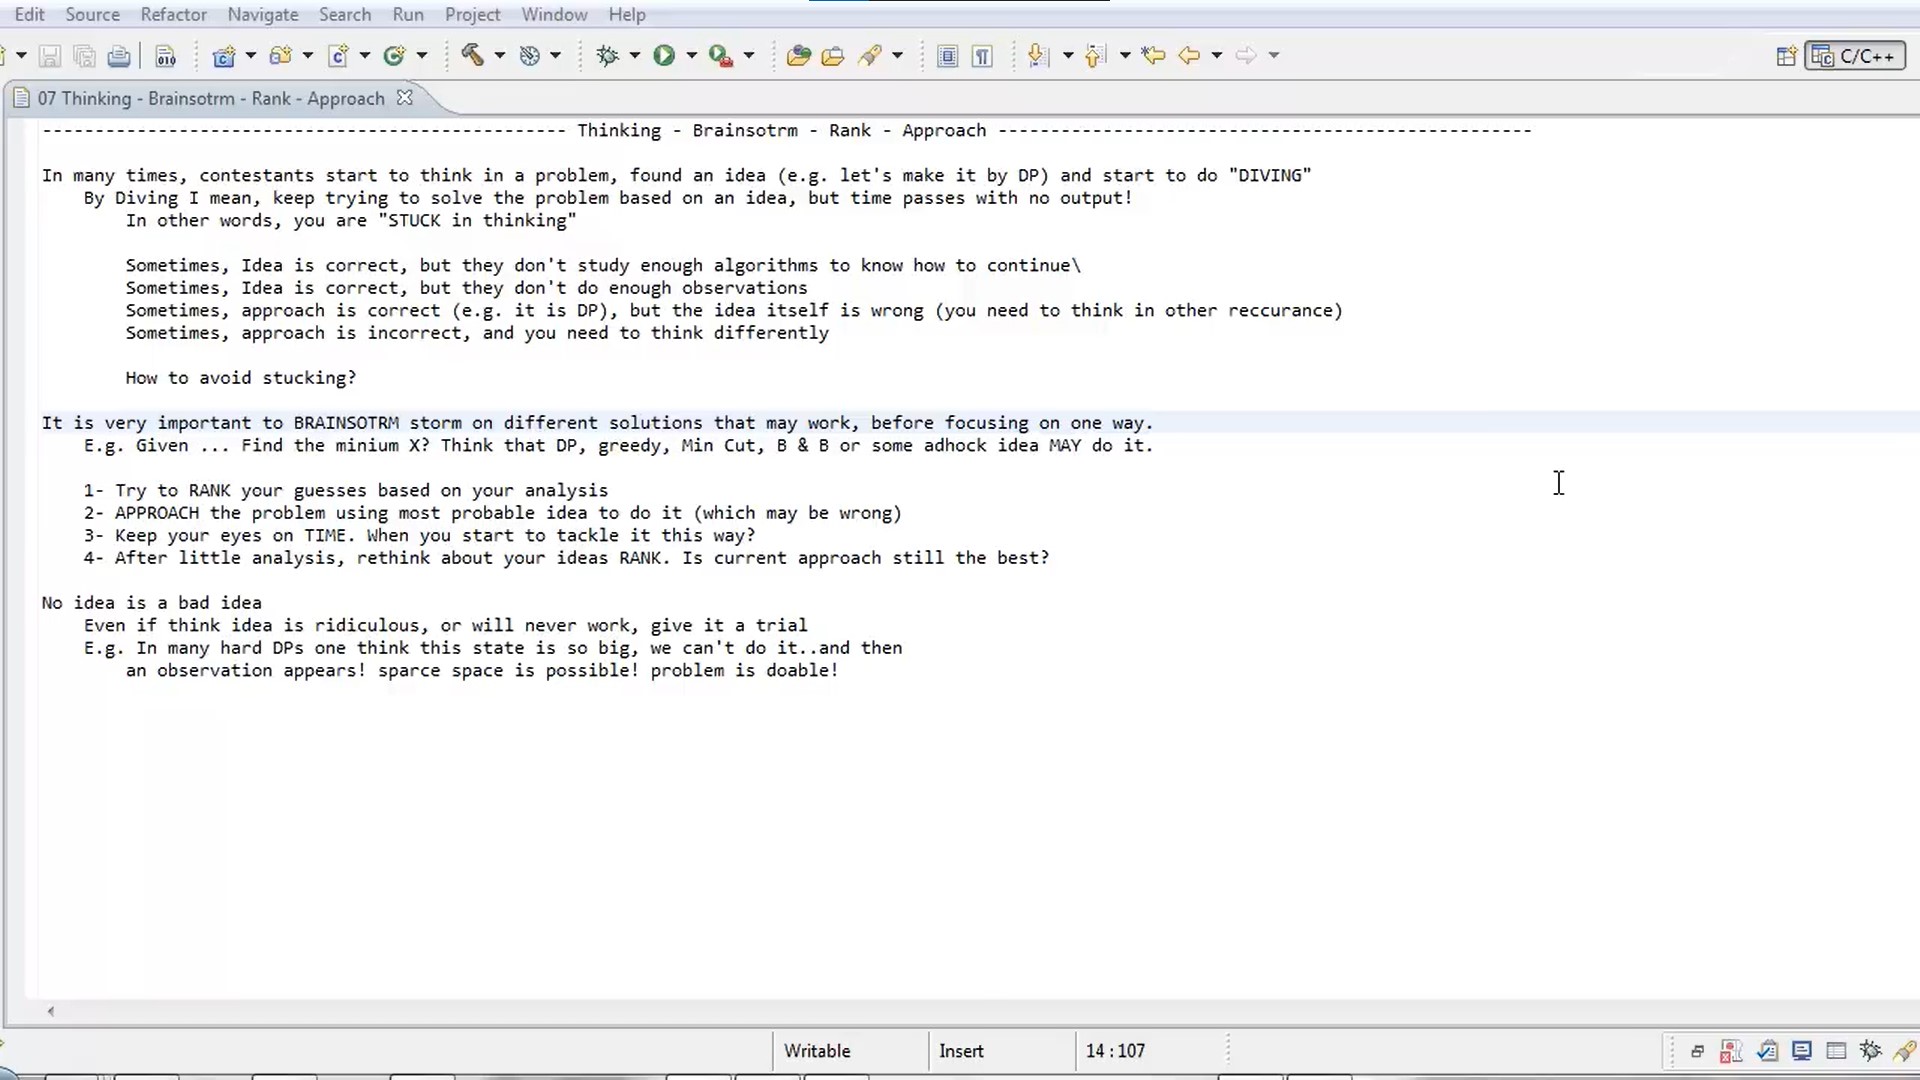 Edit Source Refactor Navigate Search Run Project Window Help
C/C++
07 Thinking - Brainsotrm - Rank - Approach
-------------------------------------------------- Thinking - Brainsotrm - Rank - Approach ---------------------------------------------------
In many times, contestants start to think in a problem, found an idea (e.g. let's make it by DP) and start to do "DIVING"
By Diving I mean, keep trying to solve the problem based on an idea, but time passes with no output!
In other words, you are "STUCK in thinking"
Sometimes, Idea is correct, but they don't study enough algorithms to know how to continue\
Sometimes, Idea is correct, but they don't do enough observations
Sometimes, approach is correct (e.g. it is DP), but the idea itself is wrong (you need to think in other reccurance)
Sometimes, approach is incorrect, and you need to think differently
How to avoid stucking?
It is very important to BRAINSOTRM storm on different solutions that may work, before focusing on one way.
E.g. Given ... Find the minium X? Think that DP, greedy, Min Cut, B & B or some adhock idea MAY do it.
1- Try to RANK your guesses based on your analysis
2- APPROACH the problem using most probable idea to do it (which may be wrong)
3- Keep your eyes on TIME. When you start to tackle it this way?
4- After little analysis, rethink about your ideas RANK. Is current approach still the best?
No idea is a bad idea
Even if think idea is ridiculous, or will never work, give it a trial
E.g. In many hard DPs one think this state is so big, we can't do it..and then
an observation appears! sparce space is possible! problem is doable!
Writable Insert 14 : 107